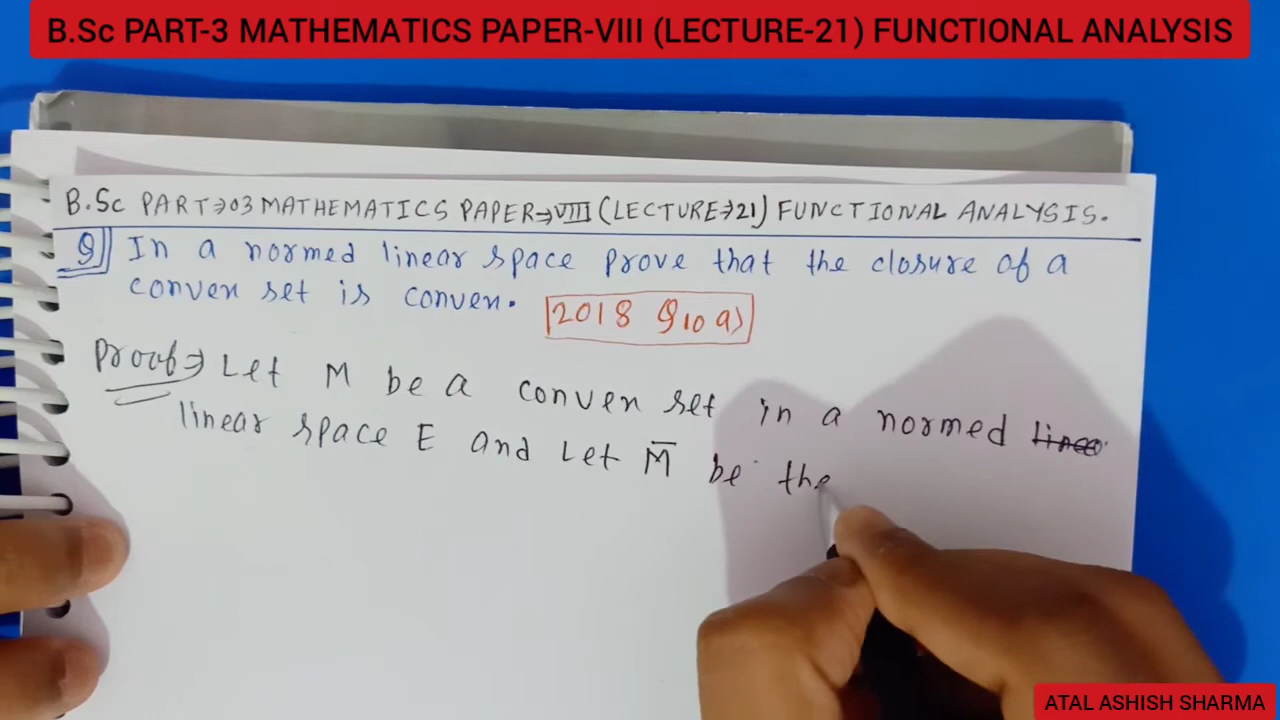 B.Sc PART-3 MATHEMATICS PAPER-VIII (LECTURE-21) FUNCTIONAL ANALYSIS
B.Sc PART→03 MATHEMATICS PAPER→VIII (LECTURE→21) FUNCTIONAL ANALYSIS.
Q In a normed linear space prove that the closure of a
convex set is convex. 2018 Q10 a)
Proof→ Let M be a convex set in a normed
linear space E and Let M̅ be the
ATAL ASHISH SHARMA